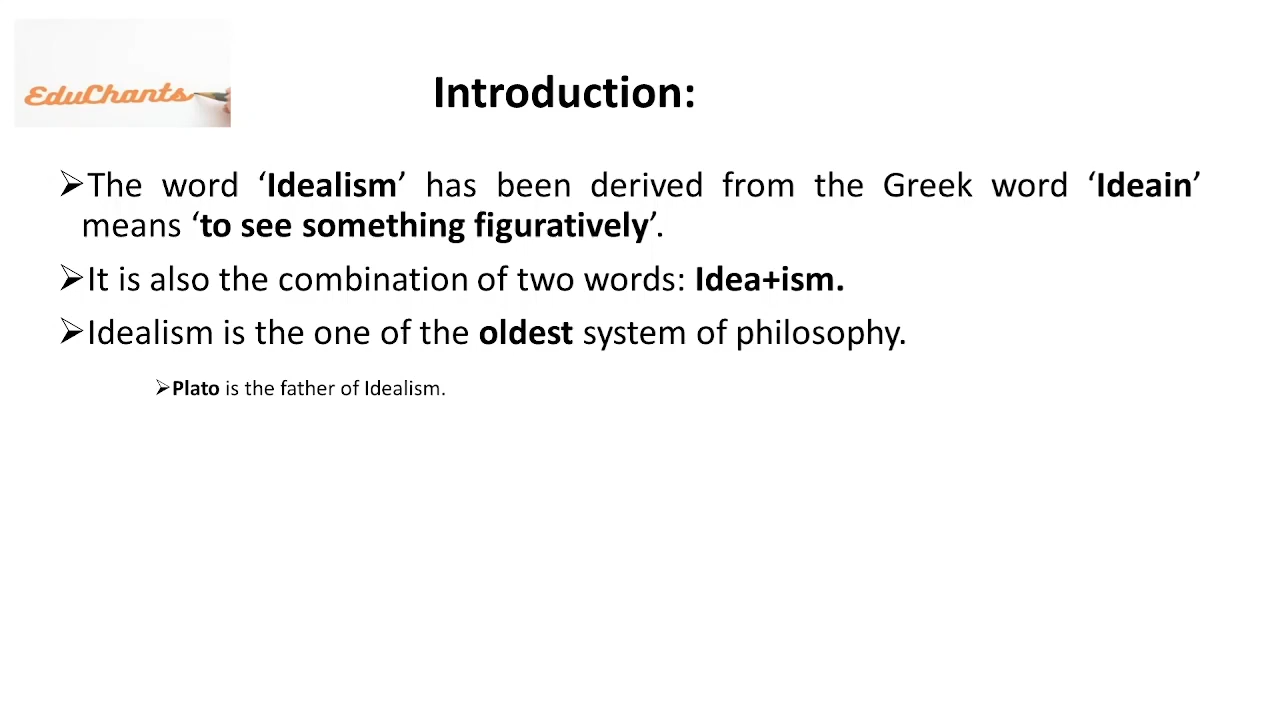 EduChants
Introduction:
➢The word ‘Idealism’ has been derived from the Greek word ‘Ideain’
means ‘to see something figuratively’.
➢It is also the combination of two words: Idea+ism.
➢Idealism is the one of the oldest system of philosophy.
➢Plato is the father of Idealism.